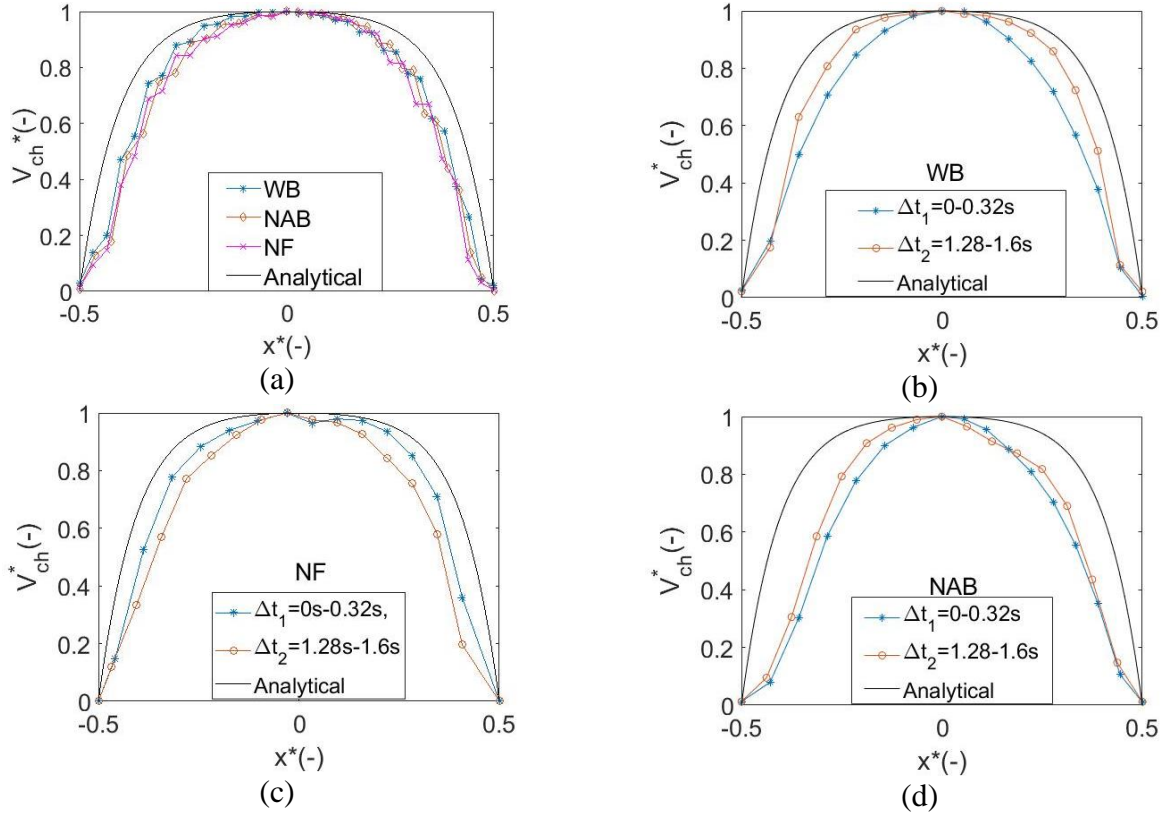 1
0.8
0.6
0.4
0.2
0
V_ch*(-)
WB
NAB
NF
Analytical
-0.5
0
0.5
x*(-)
(a)
1
0.8
0.6
0.4
0.2
0
V*_ch(-)
WB
Δt_1=0-0.32s
Δt_2=1.28-1.6s
Analytical
-0.5
0
0.5
x*(-)
(b)
1
0.8
0.6
0.4
0.2
0
V*_ch(-)
NF
Δt_1=0s-0.32s,
Δt_2=1.28s-1.6s
Analytical
-0.5
0
0.5
x*(-)
(c)
1
0.8
0.6
0.4
0.2
0
V*_ch(-)
NAB
Δt_1=0-0.32s
Δt_2=1.28-1.6s
Analytical
-0.5
0
0.5
x*(-)
(d)